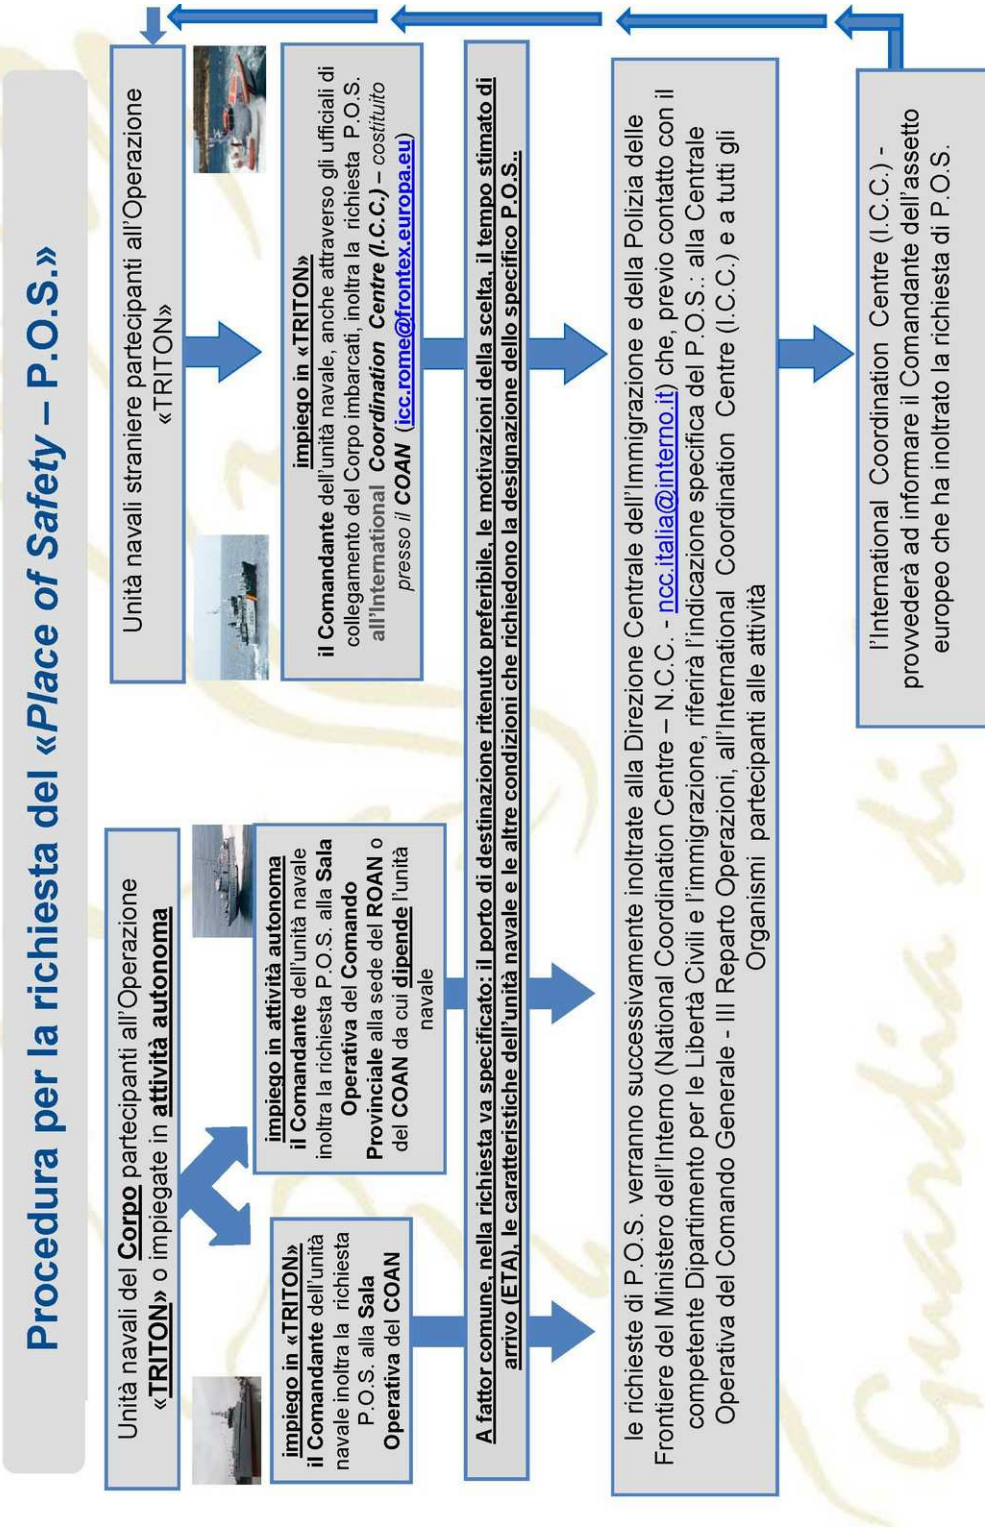 Procedura per la richiesta del «Place of Safety – P.O.S.»
Unità navali del Corpo partecipanti all'Operazione
«TRITON» o impiegate in attività autonoma
Unità navali straniere partecipanti all'Operazione
«TRITON»
impiego in «TRITON»
il Comandante dell'unità
navale inoltra la richiesta
P.O.S. alla Sala
Operativa del COAN
impiego in attività autonoma
il Comandante dell'unità navale
inoltra la richiesta P.O.S. alla Sala
Operativa del Comando
Provinciale alla sede del ROAN o
del COAN da cui dipende l'unità
navale
impiego in «TRITON»
il Comandante dell'unità navale, anche attraverso gli ufficiali di
collegamento del Corpo imbarcati, inoltra la richiesta P.O.S.
all'International Coordination Centre (I.C.C.) – costituito
presso il COAN (icc.rome@frontex.europa.eu)
A fattor comune, nella richiesta va specificato: il porto di destinazione ritenuto preferibile, le motivazioni della scelta, il tempo stimato di
arrivo (ETA), le caratteristiche dell'unità navale e le altre condizioni che richiedono la designazione dello specifico P.O.S..
le richieste di P.O.S. verranno successivamente inoltrate alla Direzione Centrale dell'Immigrazione e della Polizia delle
Frontiere del Ministero dell'Interno (National Coordination Centre – N.C.C. - ncc.italia@interno.it) che, previo contatto con il
competente Dipartimento per le Libertà Civili e l'immigrazione, riferirà l'indicazione specifica del P.O.S.: alla Centrale
Operativa del Comando Generale - III Reparto Operazioni, all'International Coordination Centre (I.C.C.) e a tutti gli
Organismi partecipanti alle attività
l'International Coordination Centre (I.C.C.) -
provvederà ad informare il Comandante dell'assetto
europeo che ha inoltrato la richiesta di P.O.S.
Guardia di